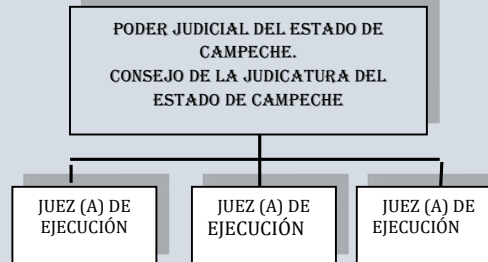 PODER JUDICIAL DEL ESTADO DE
CAMPECHE.
CONSEJO DE LA JUDICATURA DEL
ESTADO DE CAMPECHE
JUEZ (A) DE
EJECUCIÓN
JUEZ (A) DE
EJECUCIÓN
JUEZ (A) DE
EJECUCIÓN